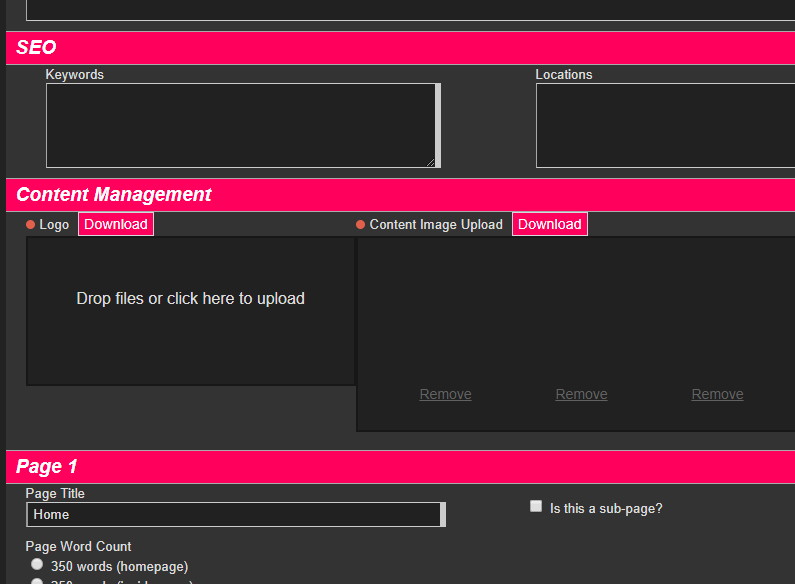 SEO
Keywords
Locations
Content Management
Logo Download
Content Image Upload Download
Drop files or click here to upload
Remove Remove Remove
Page 1
Page Title
Home
Is this a sub-page?
Page Word Count
350 words (homepage)